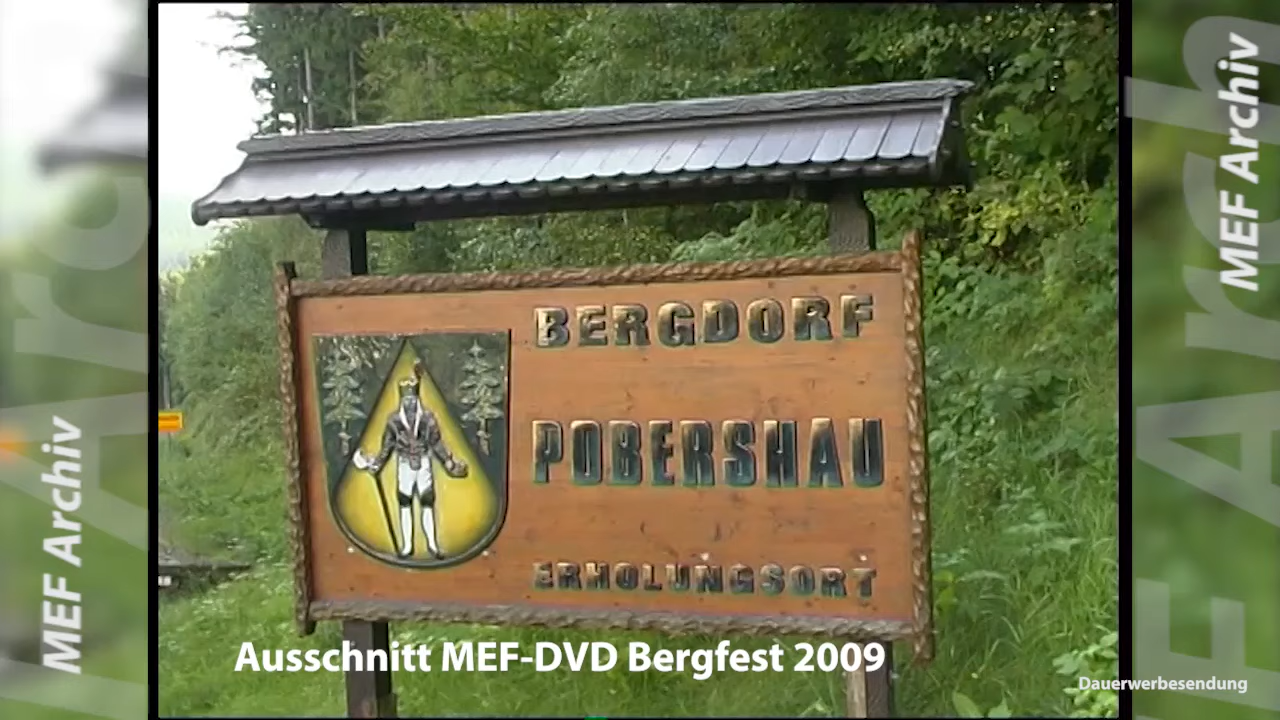 MEF Archiv
MEF Archiv
BERGDORF
POBERSHAU
ERHOLUNGSORT
Ausschnitt MEF-DVD Bergfest 2009
Dauerwerbesendung